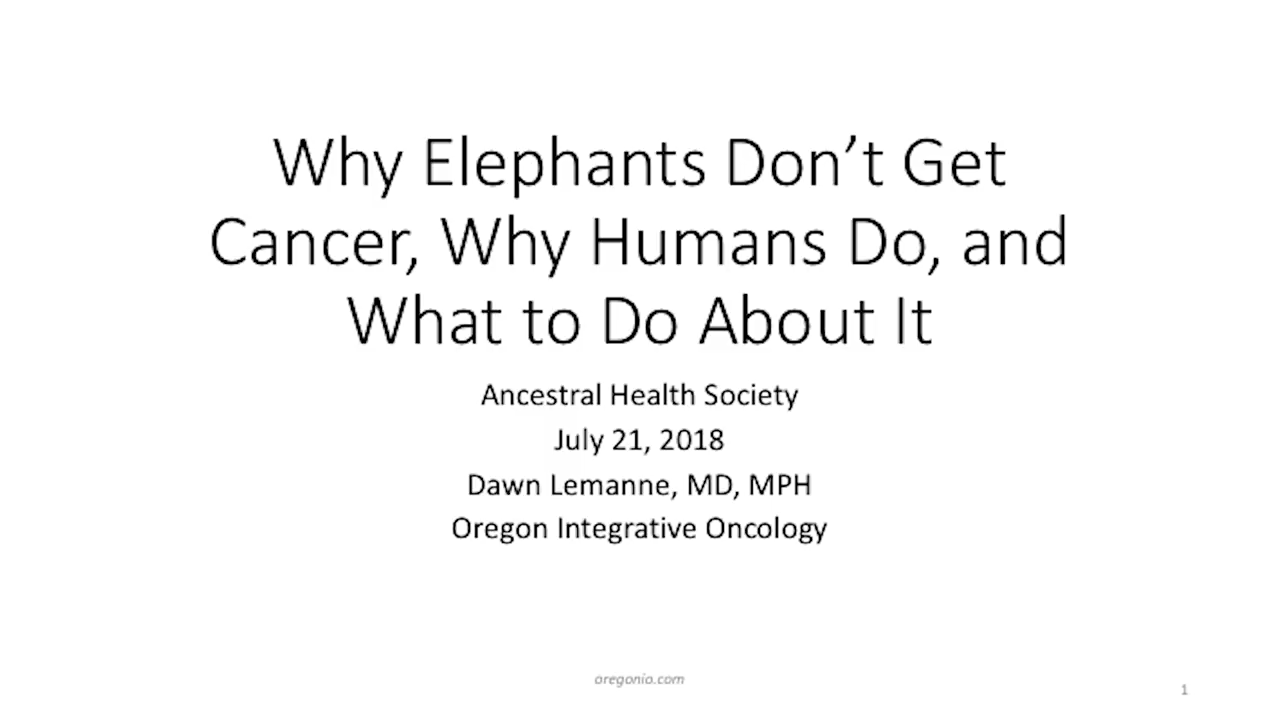 Why Elephants Don’t Get
Cancer, Why Humans Do, and
What to Do About It
Ancestral Health Society
July 21, 2018
Dawn Lemanne, MD, MPH
Oregon Integrative Oncology
oregonio.com
1